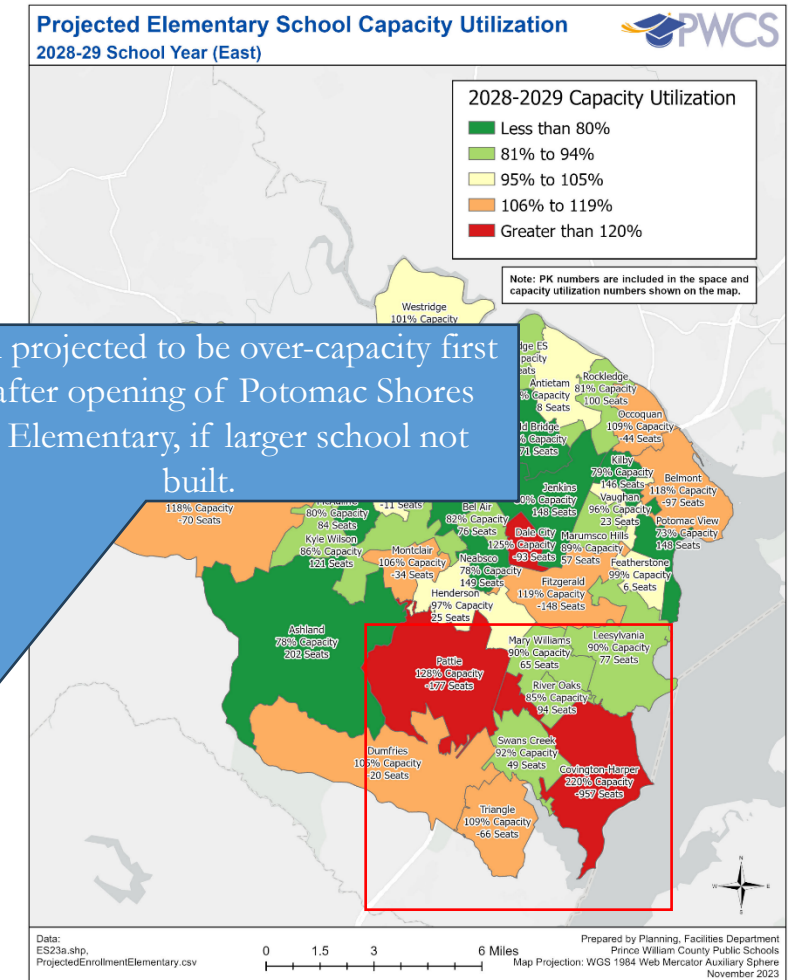 Projected Elementary School Capacity Utilization
2028-29 School Year (East)
PWCS
2028-2029 Capacity Utilization
Less than 80%
81% to 94%
95% to 105%
106% to 119%
Greater than 120%
Note: PK numbers are included in the space and
capacity utilization numbers shown on the map.
Westridge
101% Capacity
projected to be over-capacity first
after opening of Potomac Shores
Elementary, if larger school not
built.
dge ES
pacity
eats
Antietam
% Capacity
8 Seats
Rockledge
81% Capacity
100 Seats
Occoquan
109% Capacity
-44 Seats
ld Bridge
% Capacity
71 Seats
Kilby
79% Capacity
146 Seats
Belmont
118% Capacity
-97 Seats
Jenkins
0% Capacity
148 Seats
Vaughan
96% Capacity
23 Seats
Potomac View
73% Capacity
148 Seats
118% Capacity
-70 Seats
80% Capacity
84 Seats
-11 Seats
Bel Air
82% Capacity
76 Seats
Dale City
125% Capacity
-93 Seats
Marumsco Hills
89% Capacity
57 Seats
Kyle Wilson
86% Capacity
121 Seats
Montclair
106% Capacity
-34 Seats
Neabsco
78% Capacity
149 Seats
Featherstone
99% Capacity
6 Seats
Fitzgerald
119% Capacity
-148 Seats
Henderson
97% Capacity
25 Seats
Ashland
78% Capacity
202 Seats
Pattie
128% Capacity
-177 Seats
Mary Williams
90% Capacity
65 Seats
Leesylvania
90% Capacity
77 Seats
River Oaks
85% Capacity
94 Seats
Swans Creek
92% Capacity
49 Seats
Covington-Harper
220% Capacity
-957 Seats
Dumfries
Capacity
-20 Seats
Triangle
109% Capacity
-66 Seats
N
W
E
S
Data:
ES23a.shp,
ProjectedEnrollmentElementary.csv
0 1.5 3 6 Miles
Prepared by Planning, Facilities Department
Prince William County Public Schools
Map Projection: WGS 1984 Web Mercator Auxiliary Sphere
November 2023